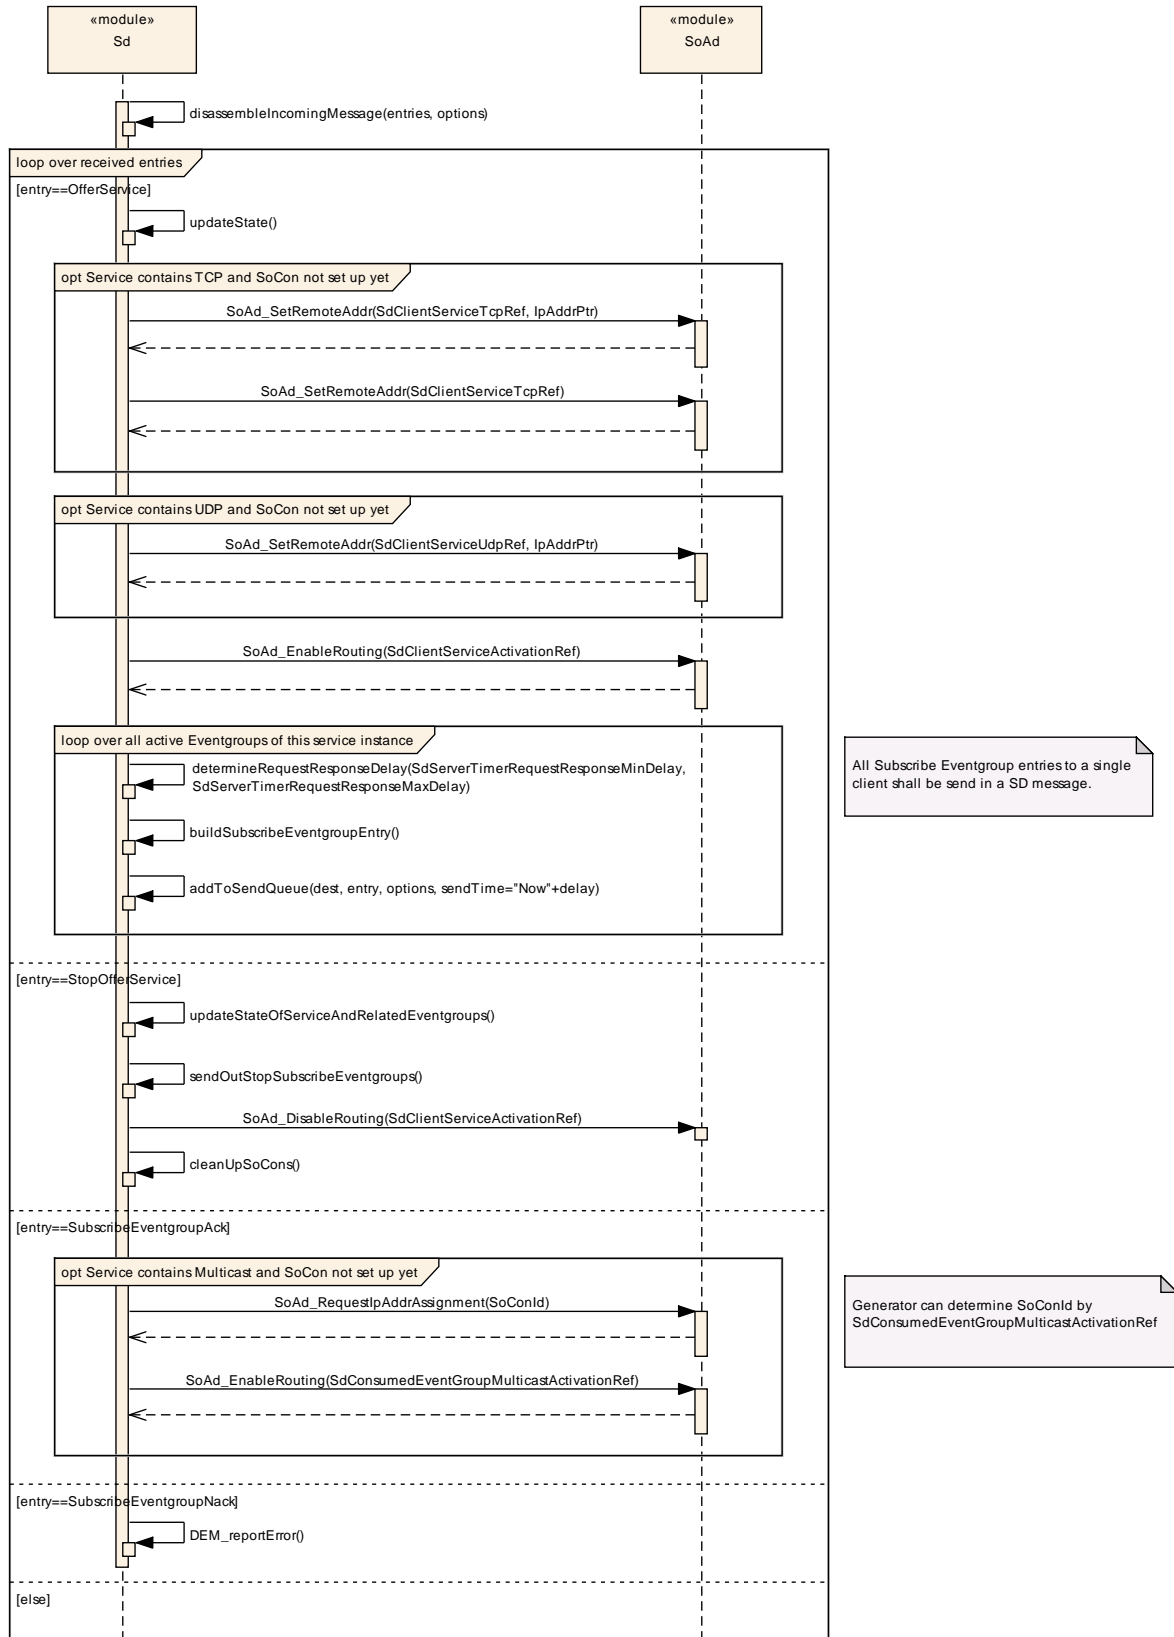 «module»
Sd
«module»
SoAd
disassembleIncomingMessage(entries, options)
loop over received entries
[entry==OfferService]
updateState()
opt Service contains TCP and SoCon not set up yet
SoAd_SetRemoteAddr(SdClientServiceTcpRef, IpAddrPtr)
SoAd_SetRemoteAddr(SdClientServiceTcpRef)
opt Service contains UDP and SoCon not set up yet
SoAd_SetRemoteAddr(SdClientServiceUdpRef, IpAddrPtr)
SoAd_EnableRouting(SdClientServiceActivationRef)
loop over all active Eventgroups of this service instance
determineRequestResponseDelay(SdServerTimerRequestResponseMinDelay,
SdServerTimerRequestResponseMaxDelay)
All Subscribe Eventgroup entries to a single
client shall be send in a SD message.
buildSubscribeEventgroupEntry()
addToSendQueue(dest, entry, options, sendTime="Now"+delay)
[entry==StopOfferService]
updateStateOfServiceAndRelatedEventgroups()
sendOutStopSubscribeEventgroups()
SoAd_DisableRouting(SdClientServiceActivationRef)
cleanUpSoCons()
[entry==SubscribeEventgroupAck]
opt Service contains Multicast and SoCon not set up yet
SoAd_RequestIpAddrAssignment(SoConId)
Generator can determine SoConId by
SdConsumedEventGroupMulticastActivationRef
SoAd_EnableRouting(SdConsumedEventGroupMulticastActivationRef)
[entry==SubscribeEventgroupNack]
DEM_reportError()
[else]